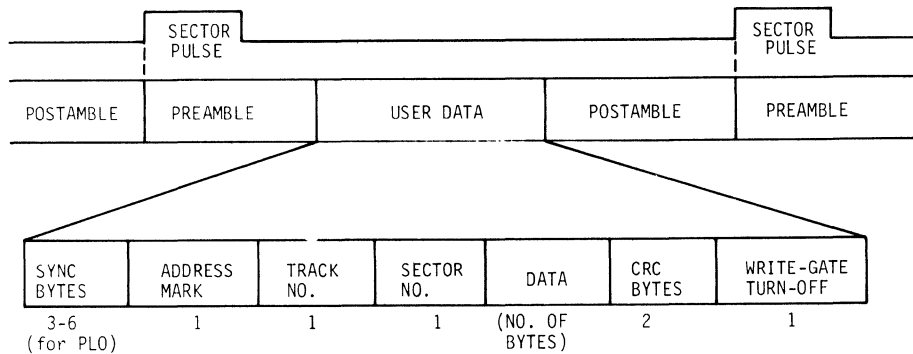 SECTOR
PULSE
SECTOR
PULSE
POSTAMBLE
PREAMBLE
USER DATA
POSTAMBLE
PREAMBLE
SYNC
BYTES
ADDRESS
MARK
TRACK
NO.
SECTOR
NO.
DATA
CRC
BYTES
WRITE-GATE
TURN-OFF
3-6
(for PLO)
1
1
1
(NO. OF
BYTES)
2
1